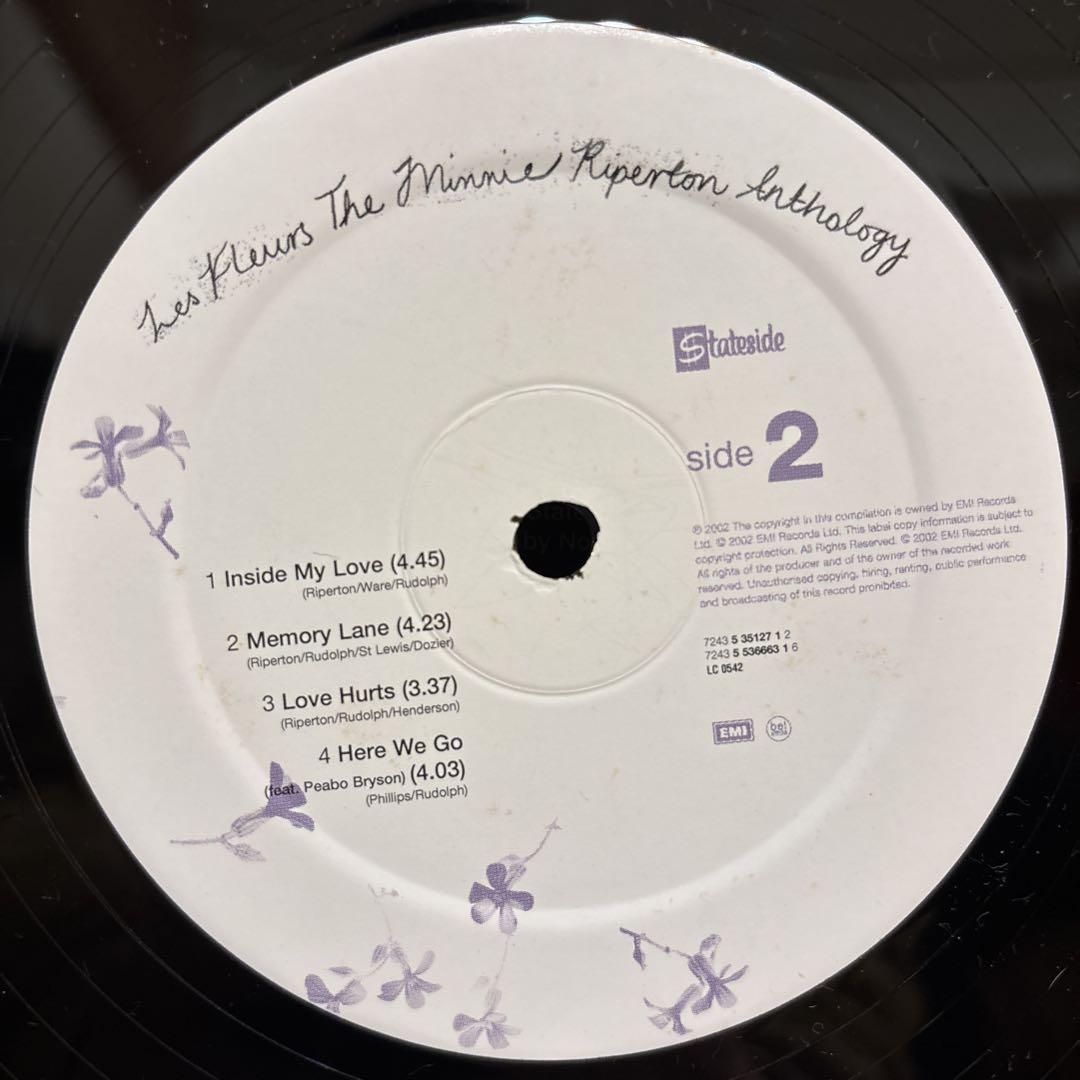 Les Fleurs The Minnie Riperton Anthology
Stateside
side 2
℗ 2002 The copyright in this compilation is owned by EMI Records
Ltd. © 2002 EMI Records Ltd. This label copy information is subject to
copyright protection. All Rights Reserved. © 2002 EMI Records Ltd.
All rights of the producer and of the owner of the recorded work
reserved. Unauthorised copying, hiring, renting, public performance
and broadcasting of this record prohibited.
1 Inside My Love (4.45)
(Riperton/Ware/Rudolph)
2 Memory Lane (4.23)
(Riperton/Rudolph/St Lewis/Dozier)
3 Love Hurts (3.37)
(Riperton/Rudolph/Henderson)
4 Here We Go
(feat. Peabo Bryson) (4.03)
(Phillips/Rudolph)
7243 5 35127 1 2
7243 5 536663 1 6
LC 0542
EMI